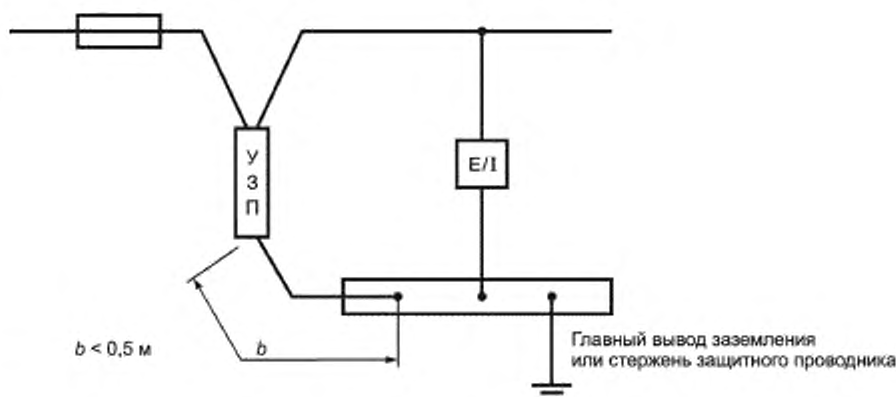 У
З
П
E/I
b < 0,5 м
b
Главный вывод заземления
или стержень защитного проводника